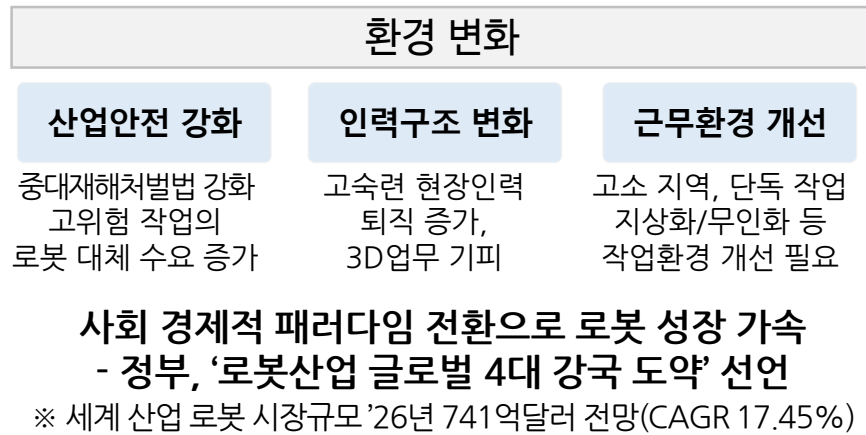 환경 변화
산업안전 강화
중대재해처벌법 강화
고위험 작업의
로봇 대체 수요 증가
인력구조 변화
고숙련 현장인력
퇴직 증가,
3D업무 기피
근무환경 개선
고소 지역, 단독 작업
지상화/무인화 등
작업환경 개선 필요
사회 경제적 패러다임 전환으로 로봇 성장 가속
- 정부, ‘로봇산업 글로벌 4대 강국 도약’ 선언
※ 세계 산업 로봇 시장규모 ’26년 741억달러 전망(CAGR 17.45%)